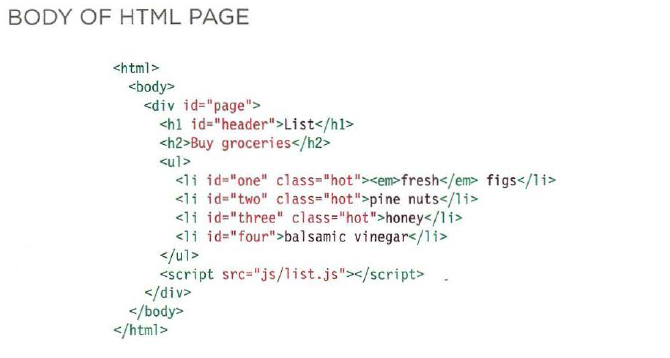 BODY OF HTML PAGE
<html>
<body>
<div id="page">
<h1 id="header">List</h1>
<h2>Buy groceries</h2>
<ul>
<li id="one" class="hot"><em>fresh</em> figs</li>
<li id="two" class="hot">pine nuts</li>
<li id="three" class="hot">honey</li>
<li id="four">balsamic vinegar</li>
</ul>
<script src="js/list.js"></script>
</div>
</body>
</html>